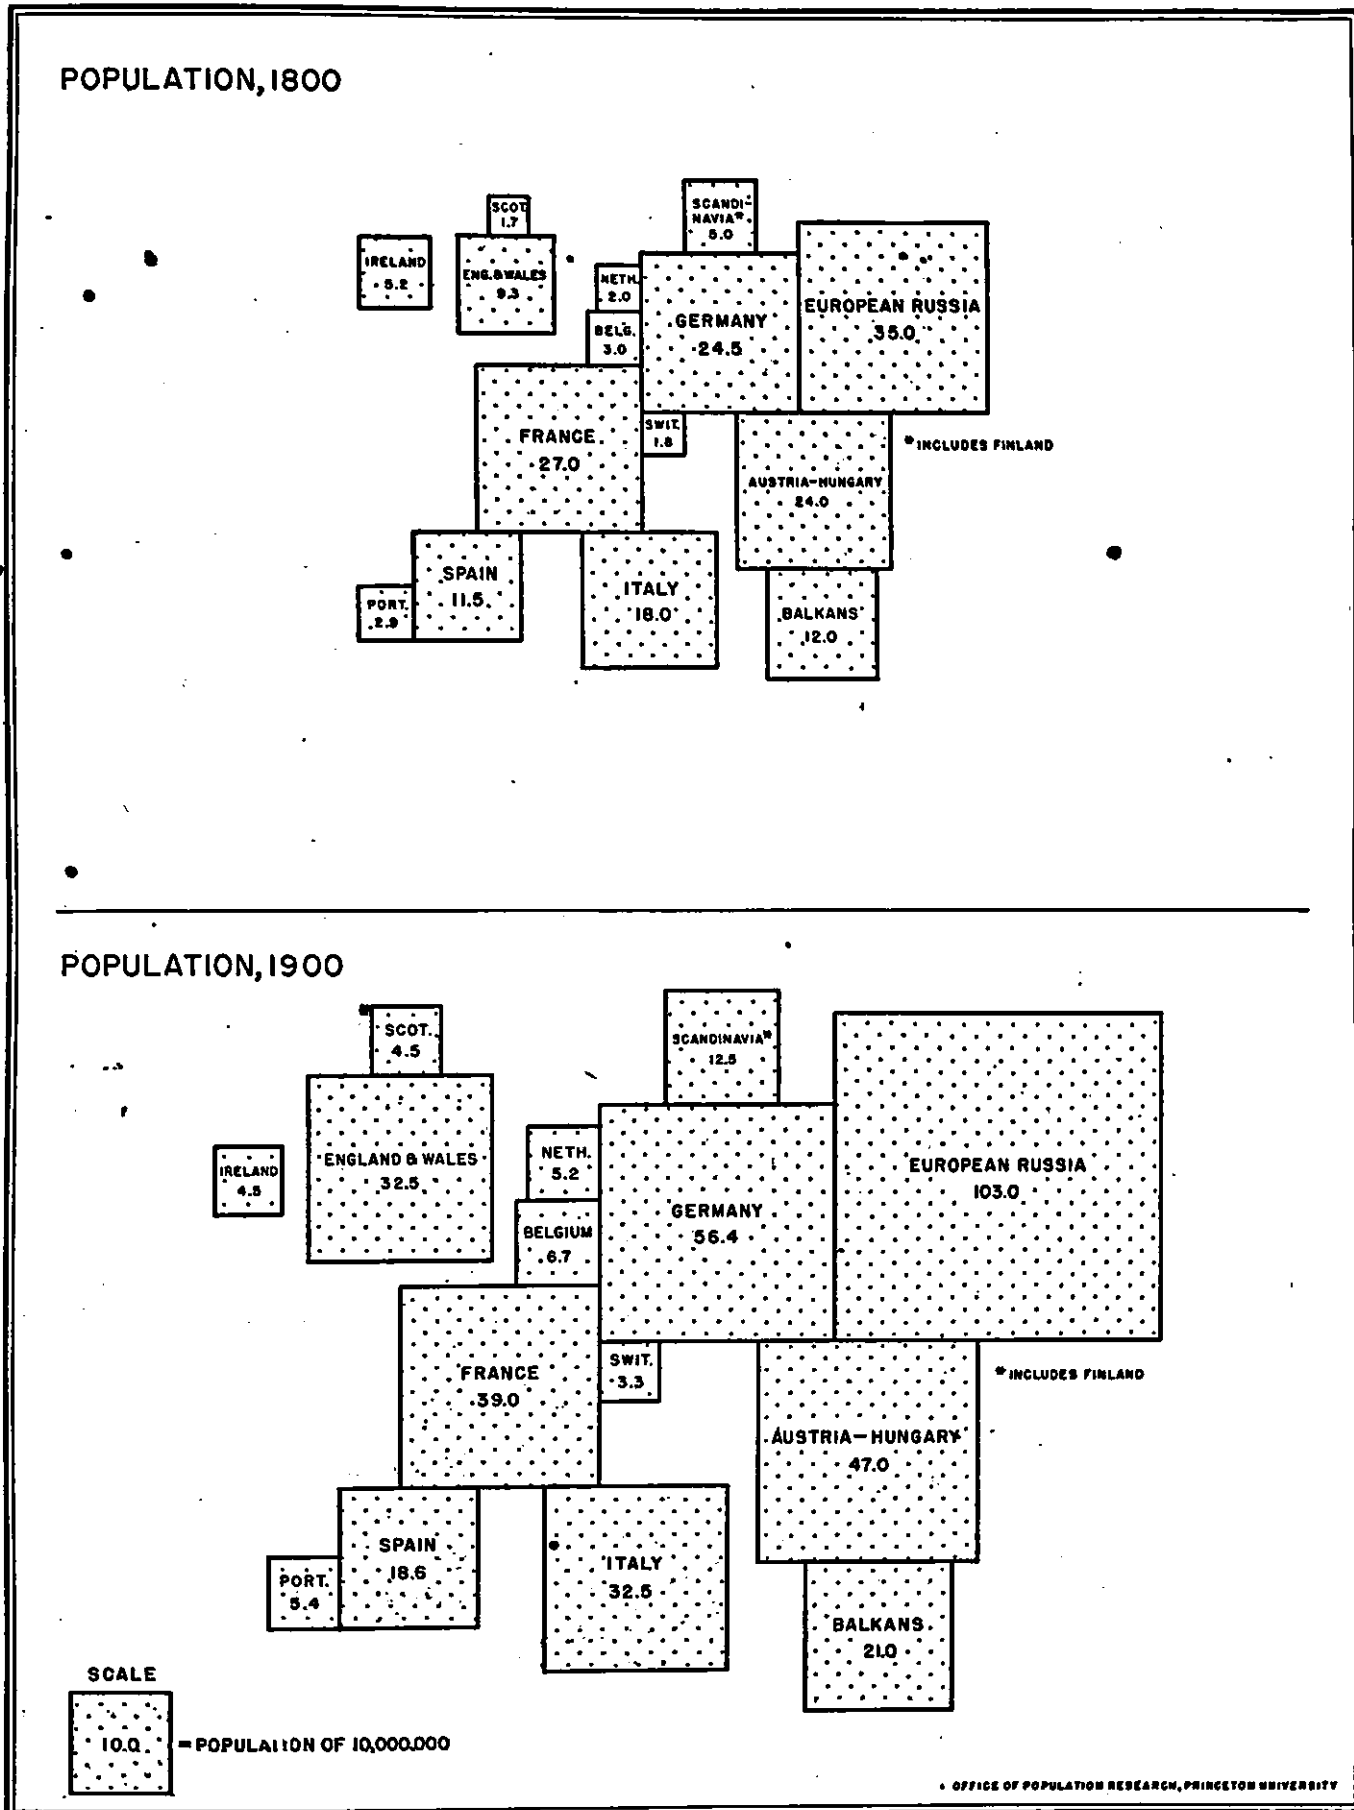 POPULATION, 1800
SCOT.
1.7
SCANDI-
NAVIA*
5.0
IRELAND
5.2
ENG. & WALES
9.3
NETH.
2.0
BELG.
3.0
GERMANY
24.5
EUROPEAN RUSSIA
35.0
FRANCE
27.0
SWIT.
1.8
* INCLUDES FINLAND
AUSTRIA-HUNGARY
24.0
SPAIN
11.5
PORT.
2.9
ITALY
18.0
BALKANS
12.0
POPULATION, 1900
SCOT.
4.5
SCANDINAVIA*
12.5
IRELAND
4.5
ENGLAND & WALES
32.5
NETH.
5.2
BELGIUM
6.7
GERMANY
56.4
EUROPEAN RUSSIA
103.0
FRANCE
39.0
SWIT.
3.3
* INCLUDES FINLAND
AUSTRIA-HUNGARY
47.0
SPAIN
18.6
PORT.
5.4
ITALY
32.5
BALKANS
21.0
SCALE
10.0 = POPULATION OF 10,000,000
OFFICE OF POPULATION RESEARCH, PRINCETON UNIVERSITY